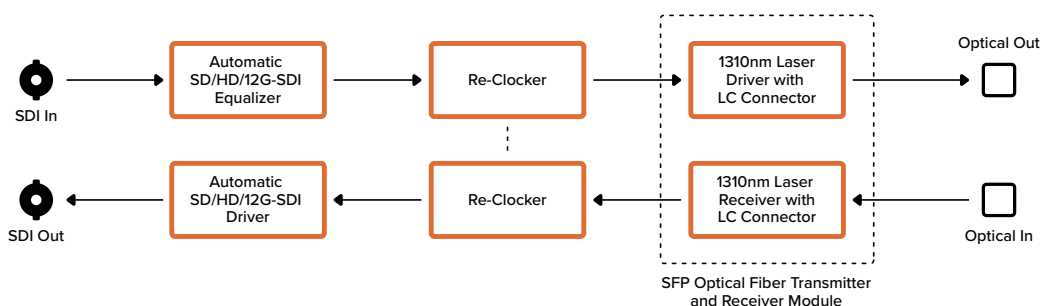 Optical Out
Automatic
SD/HD/12G-SDI
Equalizer
Re-Clocker
1310nm Laser
Driver with
LC Connector
SDI In
Automatic
SD/HD/12G-SDI
Driver
Re-Clocker
1310nm Laser
Receiver with
LC Connector
SDI Out
Optical In
SFP Optical Fiber Transmitter
and Receiver Module